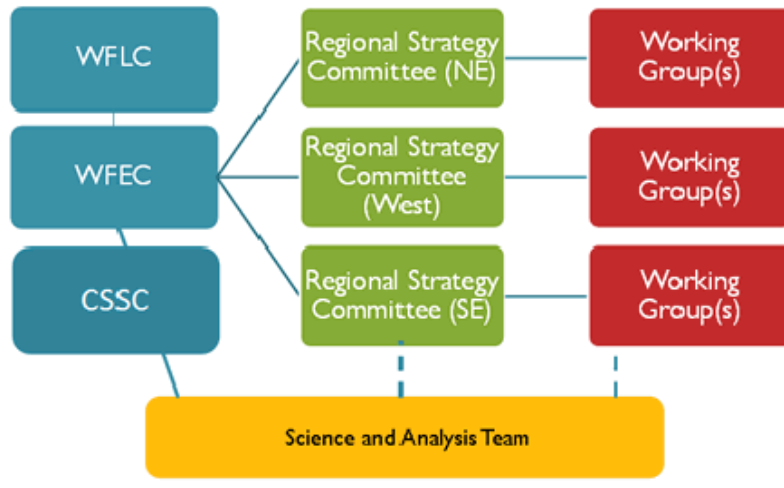 WFLC
Regional Strategy
Committee (NE)
Working
Group(s)
WFEC
Regional Strategy
Committee
(West)
Working
Group(s)
CSSC
Regional Strategy
Committee (SE)
Working
Group(s)
Science and Analysis Team